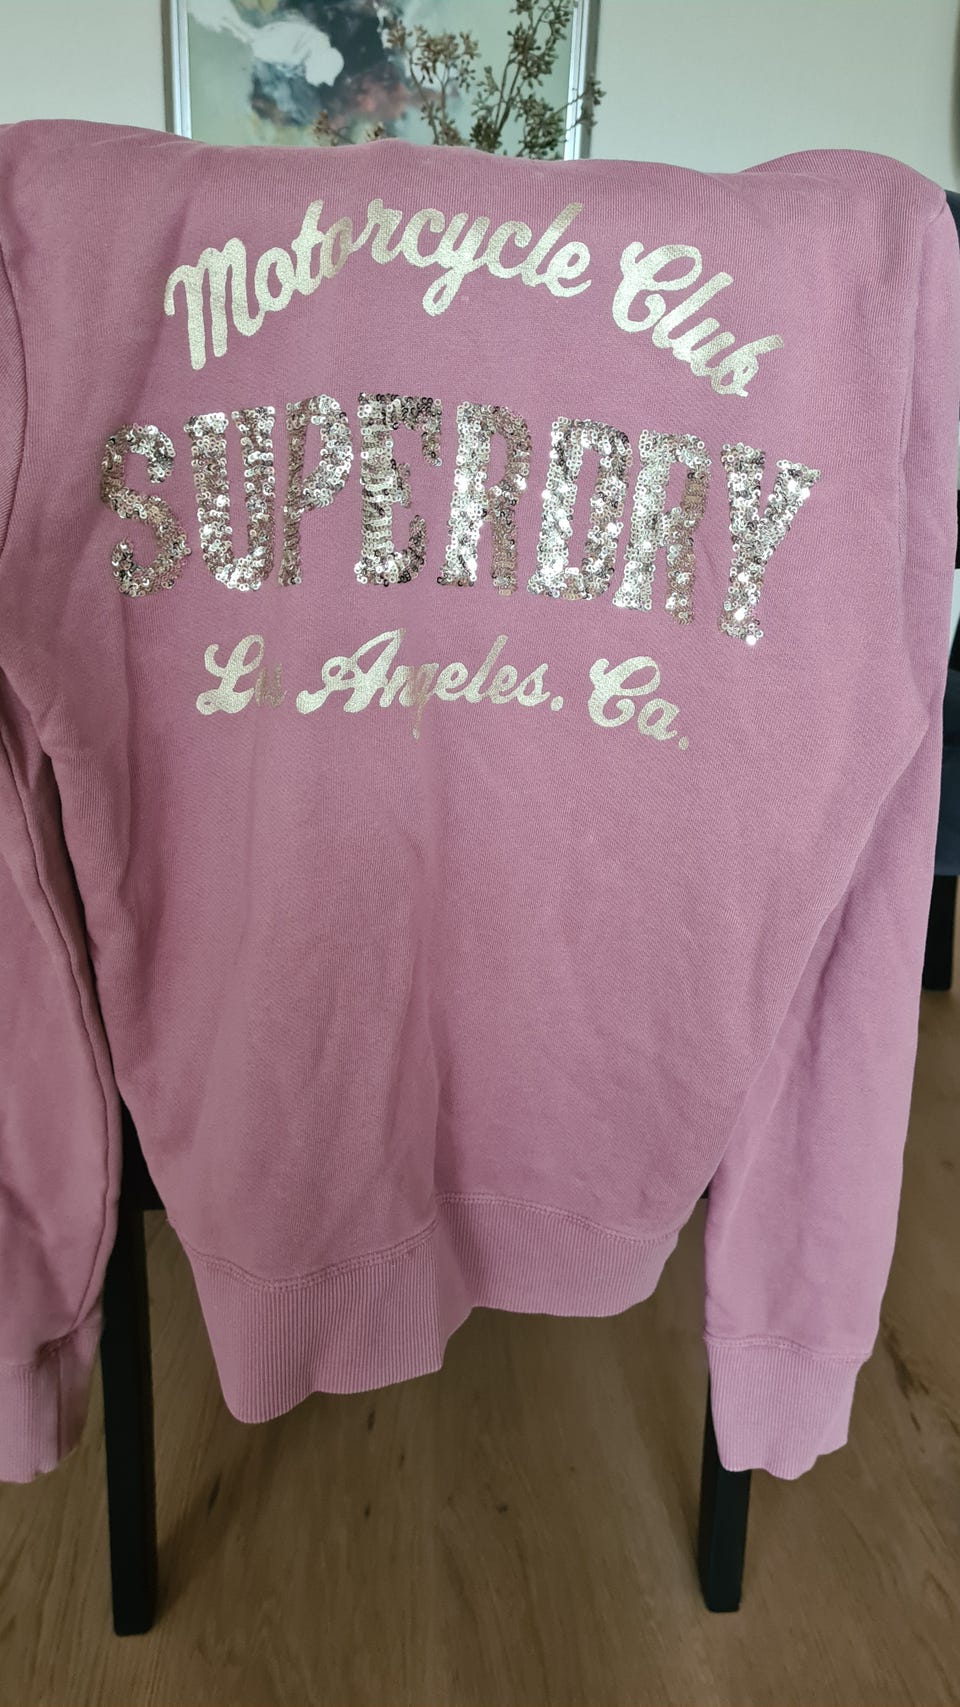 Motorcycle Club
SUPERDRY
Los Angeles. Ca.